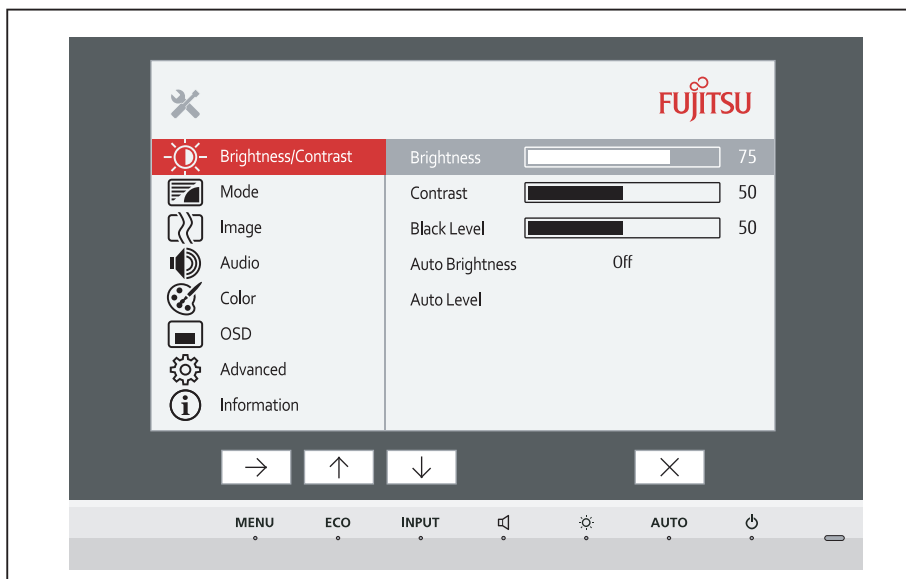 FUJITSU
Brightness/Contrast
Mode
Image
Audio
Color
OSD
Advanced
Information
Brightness 75
Contrast 50
Black Level 50
Auto Brightness Off
Auto Level
MENU ECO INPUT AUTO